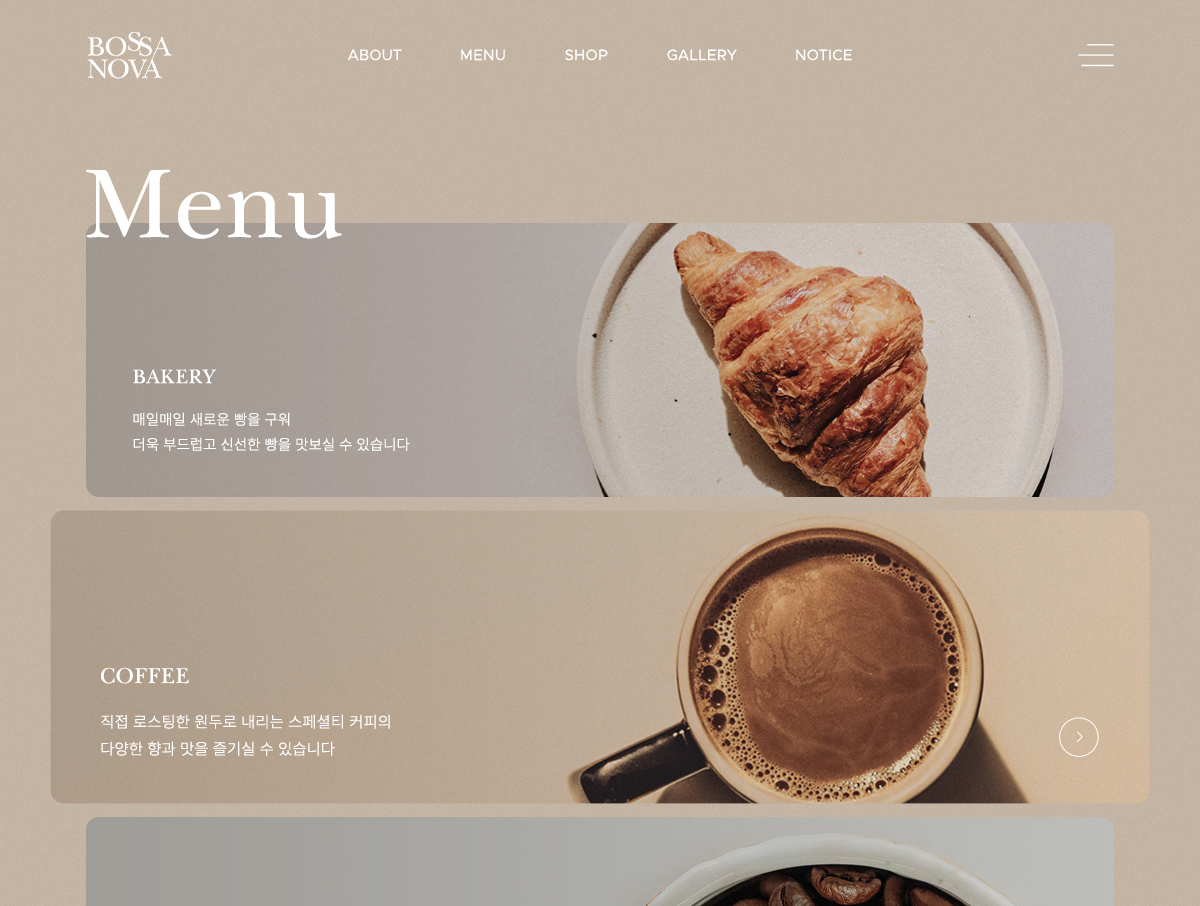 BOSSA
NOVA
ABOUT MENU SHOP GALLERY NOTICE
Menu
BAKERY
매일매일 새로운 빵을 구워
더욱 부드럽고 신선한 빵을 맛보실 수 있습니다
COFFEE
직접 로스팅한 원두로 내리는 스페셜티 커피의
다양한 향과 맛을 즐기실 수 있습니다